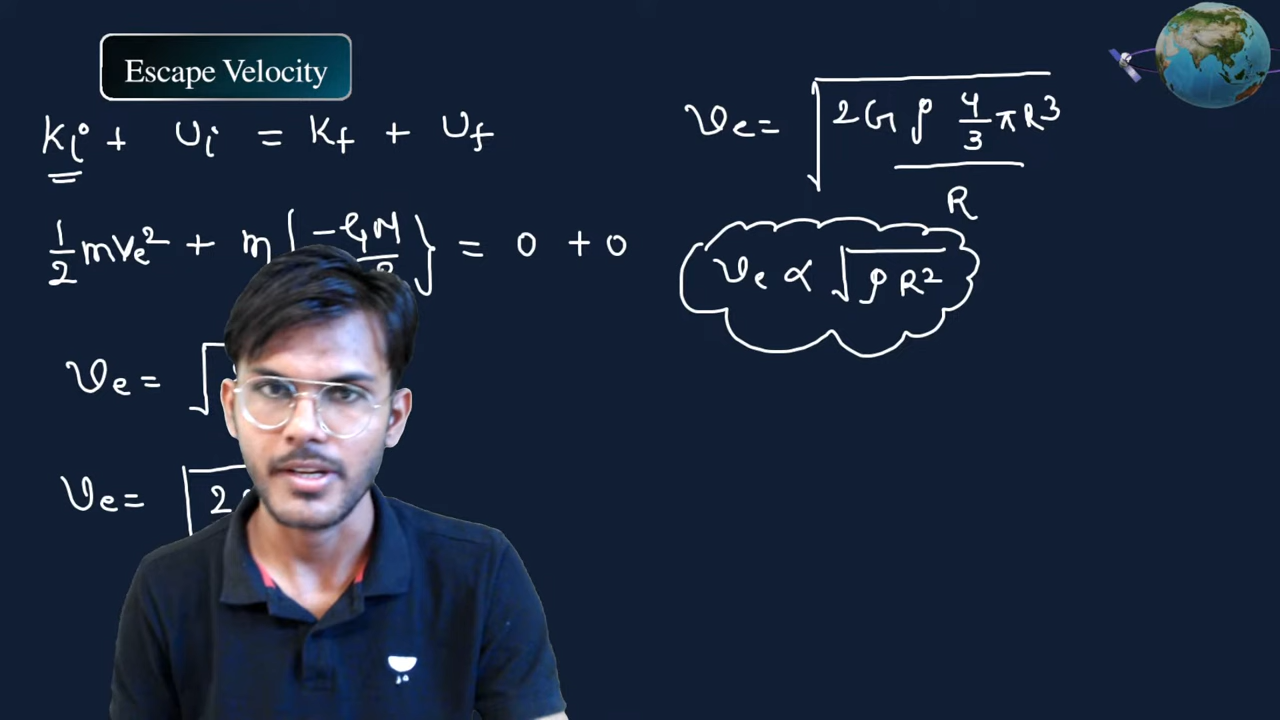 Escape Velocity
Ki + Ui = Kf + Uf
1/2 mve² + m{-GM/ } = 0 + 0
ve = √
ve = √2
ve = √2Gρ 4/3 πR³ / R
ve ∝ √ρR²